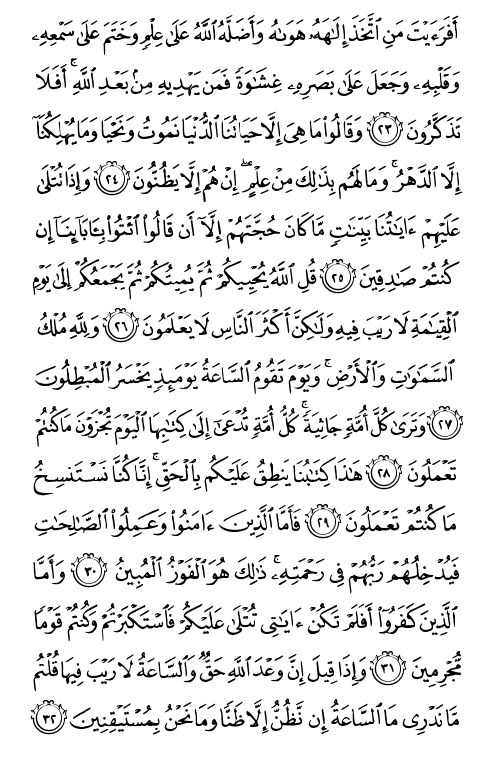 أَفَرَءَيْتَ مَنِ ٱتَّخَذَ إِلَٰهَهُۥ هَوَىٰهُ وَأَضَلَّهُ ٱللَّهُ عَلَىٰ عِلْمٍ وَخَتَمَ عَلَىٰ سَمْعِهِۦ
وَقَلْبِهِۦ وَجَعَلَ عَلَىٰ بَصَرِهِۦ غِشَٰوَةً فَمَن يَهْدِيهِ مِنۢ بَعْدِ ٱللَّهِ ۚ أَفَلَا
تَذَكَّرُونَ ٢٣ وَقَالُوا۟ مَا هِىَ إِلَّا حَيَاتُنَا ٱلدُّنْيَا نَمُوتُ وَنَحْيَا وَمَا يُهْلِكُنَآ
إِلَّا ٱلدَّهْرُ ۚ وَمَا لَهُم بِذَٰلِكَ مِنْ عِلْمٍ ۖ إِنْ هُمْ إِلَّا يَظُنُّونَ ٢٤ وَإِذَا تُتْلَىٰ
عَلَيْهِمْ ءَايَٰتُنَا بَيِّنَٰتٍ مَّا كَانَ حُجَّتَهُمْ إِلَّآ أَن قَالُوا۟ ٱئْتُوا۟ بِـَٔابَآئِنَآ إِن
كُنتُمْ صَٰدِقِينَ ٢٥ قُلِ ٱللَّهُ يُحْيِيكُمْ ثُمَّ يُمِيتُكُمْ ثُمَّ يَجْمَعُكُمْ إِلَىٰ يَوْمِ
ٱلْقِيَٰمَةِ لَا رَيْبَ فِيهِ وَلَٰكِنَّ أَكْثَرَ ٱلنَّاسِ لَا يَعْلَمُونَ ٢٦ وَلِلَّهِ مُلْكُ
ٱلسَّمَٰوَٰتِ وَٱلْأَرْضِ ۚ وَيَوْمَ تَقُومُ ٱلسَّاعَةُ يَوْمَئِذٍ يَخْسَرُ ٱلْمُبْطِلُونَ
٢٧ وَتَرَىٰ كُلَّ أُمَّةٍ جَاثِيَةً ۚ كُلُّ أُمَّةٍ تُدْعَىٰٓ إِلَىٰ كِتَٰبِهَا ٱلْيَوْمَ تُجْزَوْنَ مَا كُنتُمْ
تَعْمَلُونَ ٢٨ هَٰذَا كِتَٰبُنَا يَنطِقُ عَلَيْكُم بِٱلْحَقِّ ۚ إِنَّا كُنَّا نَسْتَنسِخُ
مَا كُنتُمْ تَعْمَلُونَ ٢٩ فَأَمَّا ٱلَّذِينَ ءَامَنُوا۟ وَعَمِلُوا۟ ٱلصَّٰلِحَٰتِ
فَيُدْخِلُهُمْ رَبُّهُمْ فِى رَحْمَتِهِۦ ۚ ذَٰلِكَ هُوَ ٱلْفَوْزُ ٱلْمُبِينُ ٣٠ وَأَمَّا
ٱلَّذِينَ كَفَرُوٓا۟ أَفَلَمْ تَكُنْ ءَايَٰتِى تُتْلَىٰ عَلَيْكُمْ فَٱسْتَكْبَرْتُمْ وَكُنتُمْ قَوْمًا
مُّجْرِمِينَ ٣١ وَإِذَا قِيلَ إِنَّ وَعْدَ ٱللَّهِ حَقٌّ وَٱلسَّاعَةُ لَا رَيْبَ فِيهَا قُلْتُم
مَّا نَدْرِى مَا ٱلسَّاعَةُ إِن نَّظُنُّ إِلَّا ظَنًّا وَمَا نَحْنُ بِمُسْتَيْقِنِينَ ٣٢